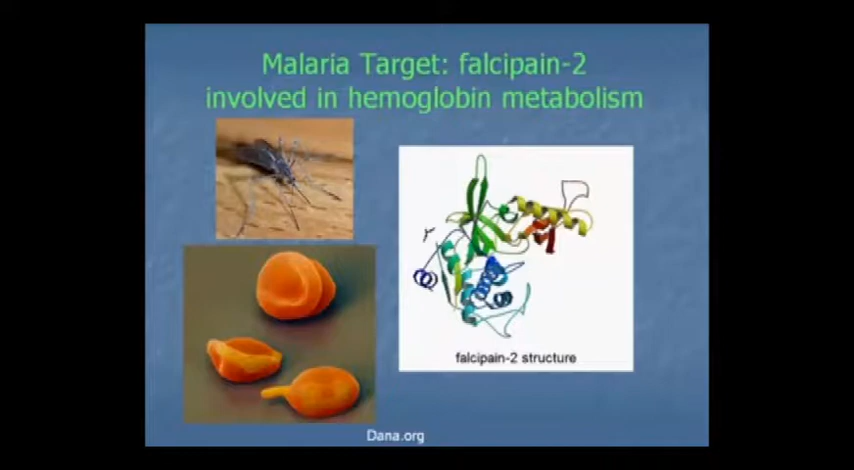 Malaria Target: falcipain-2
involved in hemoglobin metabolism
falcipain-2 structure
Dana.org